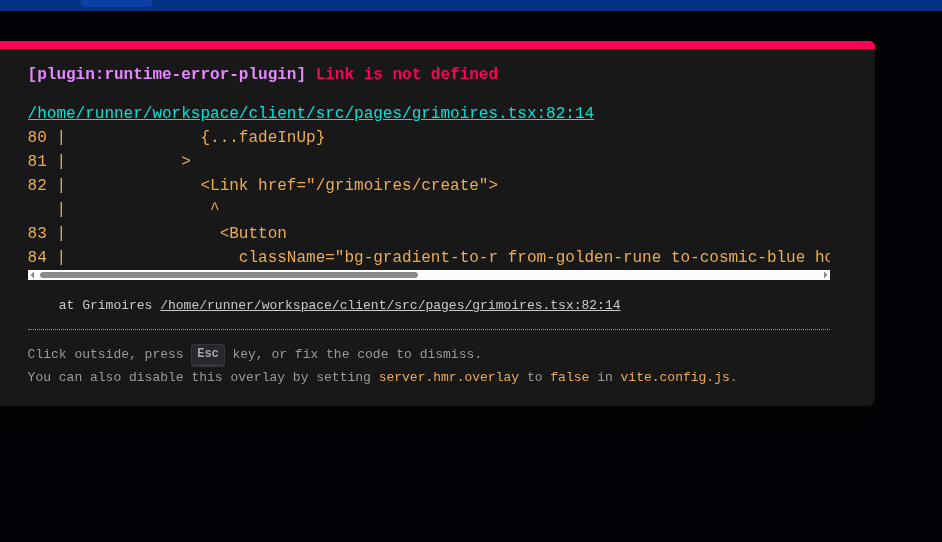 [plugin:runtime-error-plugin] Link is not defined
/home/runner/workspace/client/src/pages/grimoires.tsx:82:14
80 |              {...fadeInUp}
81 |            >
82 |              <Link href="/grimoires/create">
   |               ^
83 |                <Button
84 |                  className="bg-gradient-to-r from-golden-rune to-cosmic-blue
at Grimoires /home/runner/workspace/client/src/pages/grimoires.tsx:82:14
Click outside, press Esc key, or fix the code to dismiss.
You can also disable this overlay by setting server.hmr.overlay to false in vite.config.js.